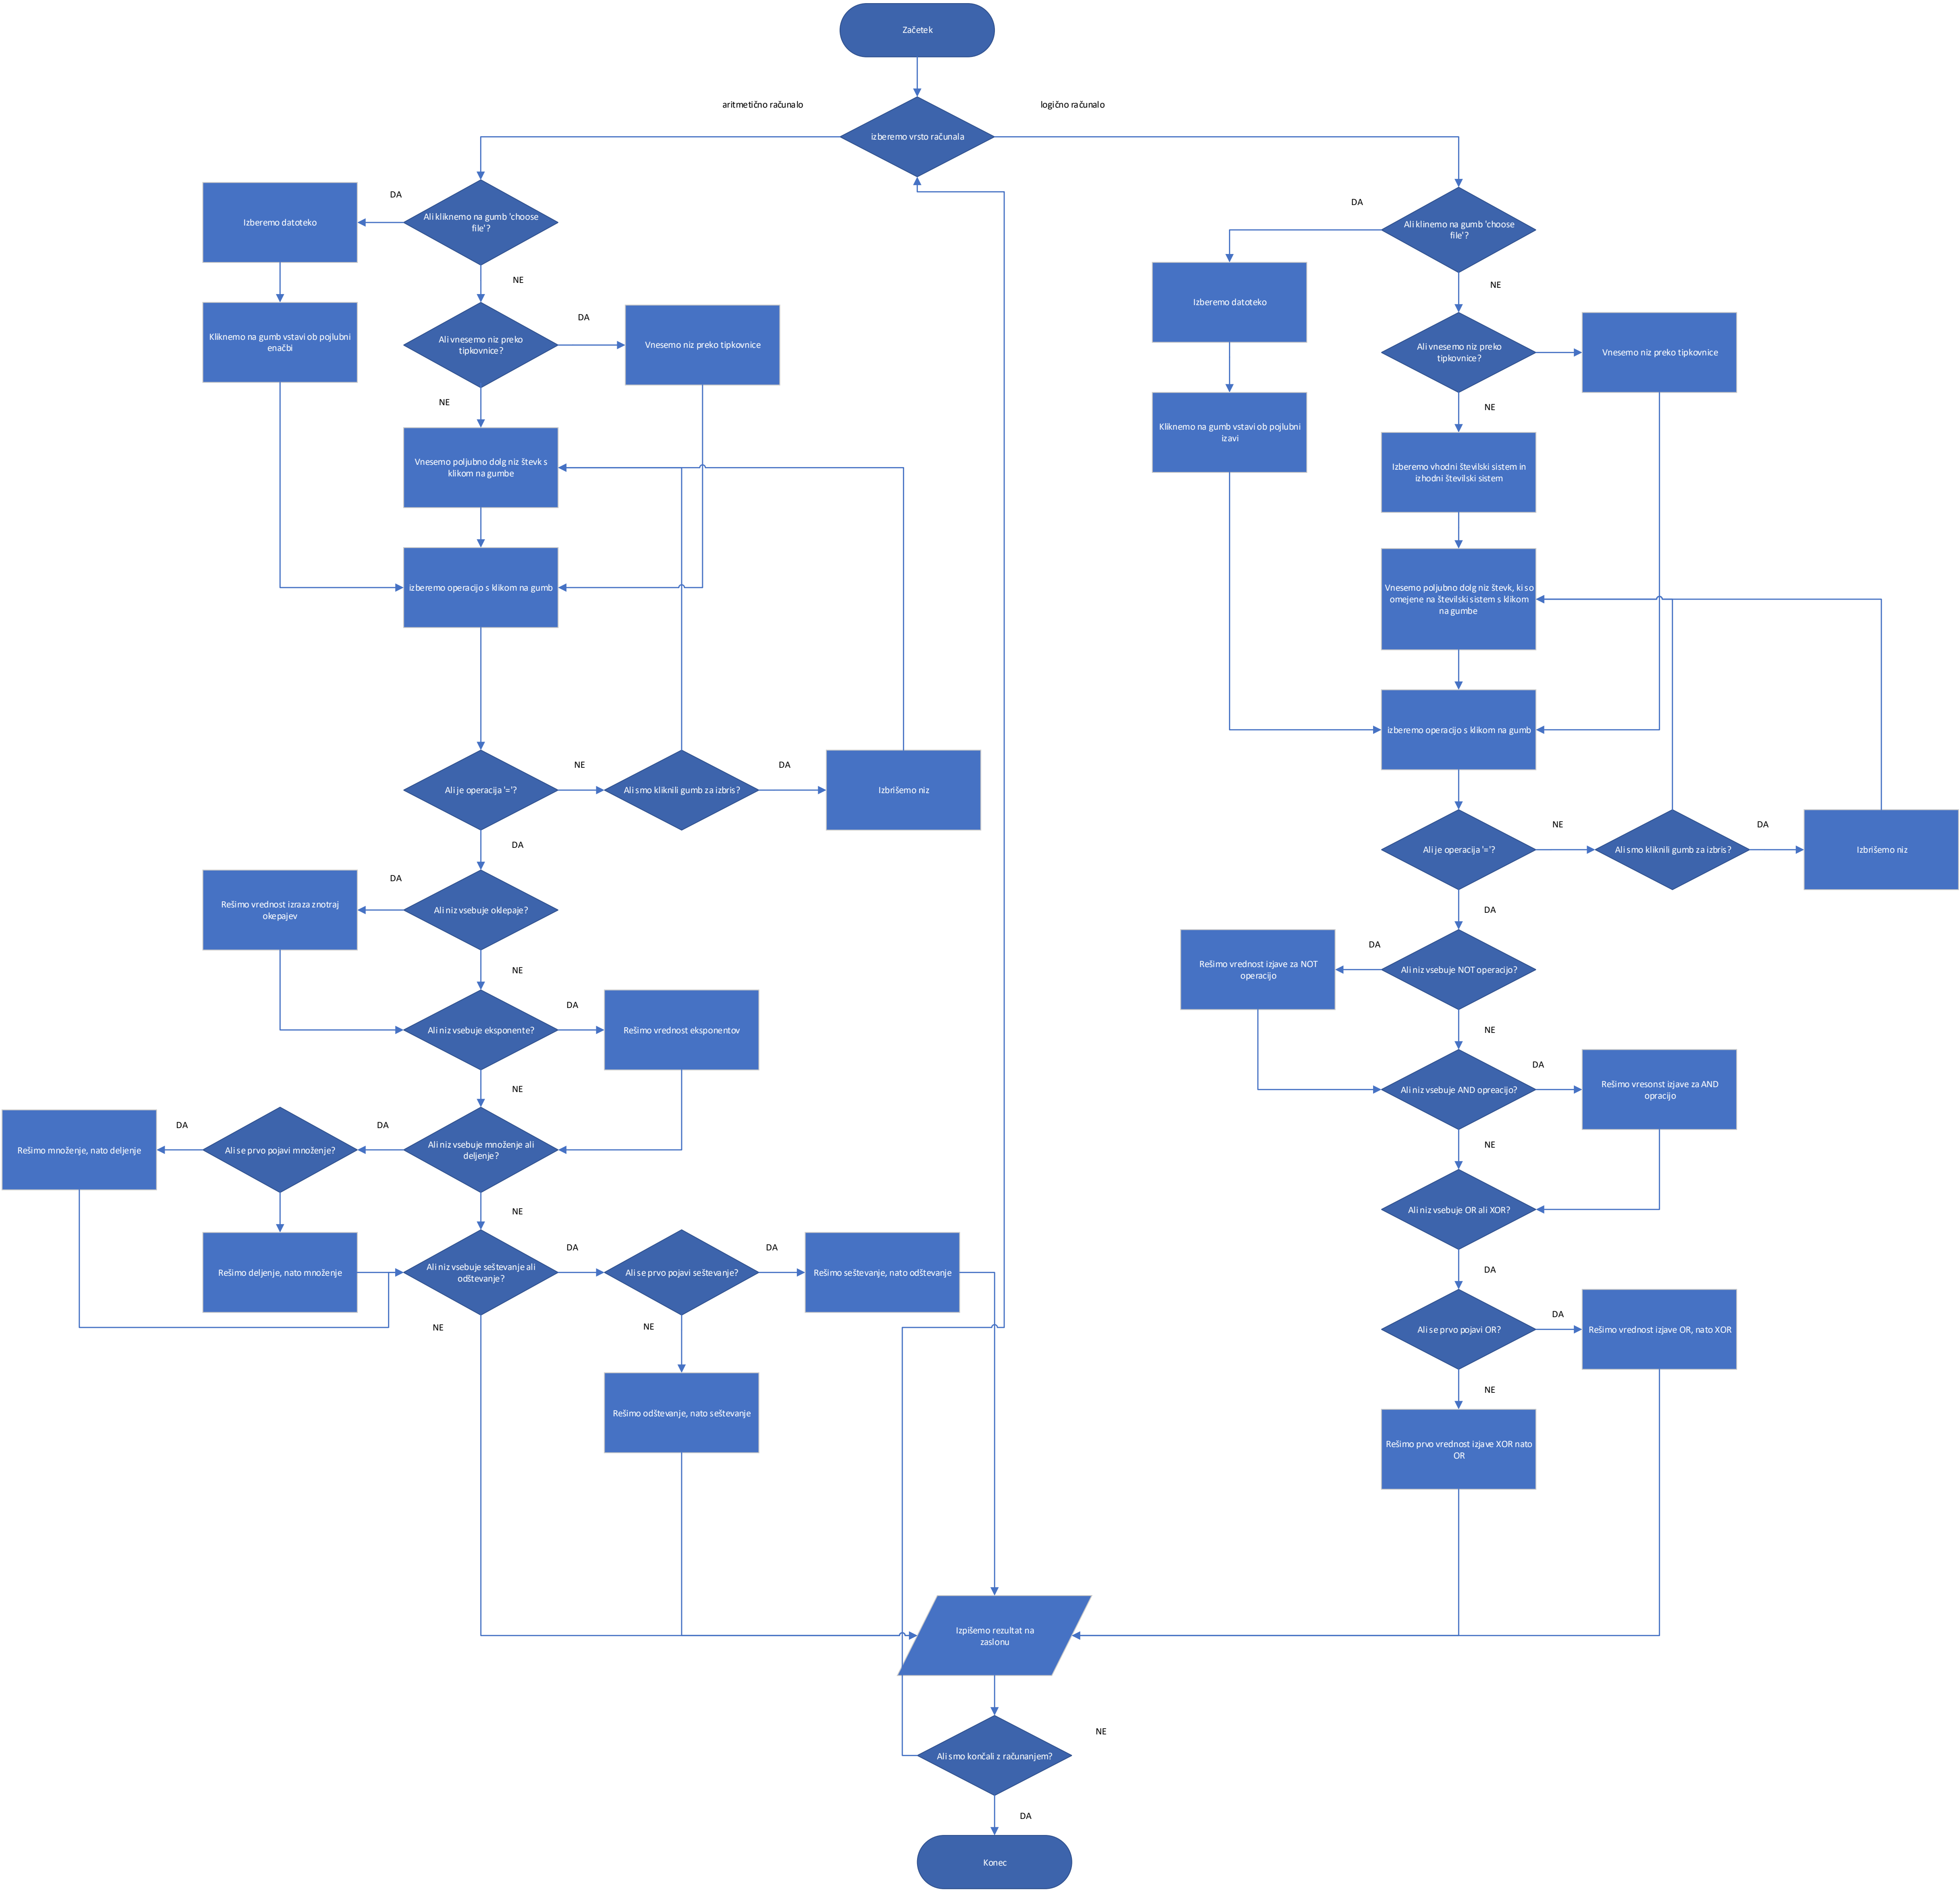 Začetek
aritmetično računalo
logično računalo
izberemo vrsto računala
DA
Ali kliknemo na gumb 'choose
file'?
Izberemo datoteko
NE
Kliknemo na gumb vstavi ob pojlubni
enačbi
Ali vnesemo niz preko
tipkovnice?
DA
Vnesemo niz preko tipkovnice
NE
Vnesemo poljubno dolg niz števk s
klikom na gumbe
izberemo operacijo s klikom na gumb
Ali je operacija '='?
NE
Ali smo kliknili gumb za izbris?
DA
Izbrišemo niz
DA
DA
Rešimo vrednost izraza znotraj
okepajev
Ali niz vsebuje oklepaje?
NE
Ali niz vsebuje eksponente?
DA
Rešimo vrednost eksponentov
NE
Rešimo množenje, nato deljenje
DA
Ali se prvo pojavi množenje?
DA
Ali niz vsebuje množenje ali
deljenje?
NE
Rešimo deljenje, nato množenje
Ali niz vsebuje seštevanje ali
odštevanje?
DA
Ali se prvo pojavi seštevanje?
DA
Rešimo seštevanje, nato odštevanje
NE
NE
Rešimo odštevanje, nato seštevanje
DA
Ali klinemo na gumb 'choose
file'?
Izberemo datoteko
NE
Ali vnesemo niz preko
tipkovnice?
Vnesemo niz preko tipkovnice
Kliknemo na gumb vstavi ob pojlubni
izavi
NE
Izberemo vhodni številski sistem in
izhodni številski sistem
Vnesemo poljubno dolg niz števk, ki so
omejene na številski sistem s klikom
na gumbe
izberemo operacijo s klikom na gumb
Ali je operacija '='?
NE
Ali smo kliknili gumb za izbris?
DA
Izbrišemo niz
DA
DA
Rešimo vrednost izjave za NOT
operacijo
Ali niz vsebuje NOT operacijo?
NE
Ali niz vsebuje AND opreacijo?
DA
Rešimo vresonst izjave za AND
opracijo
NE
Ali niz vsebuje OR ali XOR?
DA
Ali se prvo pojavi OR?
DA
Rešimo vrednost izjave OR, nato XOR
NE
Rešimo prvo vrednost izjave XOR nato
OR
Izpišemo rezultat na
zaslonu
Ali smo končali z računanjem?
NE
DA
Konec